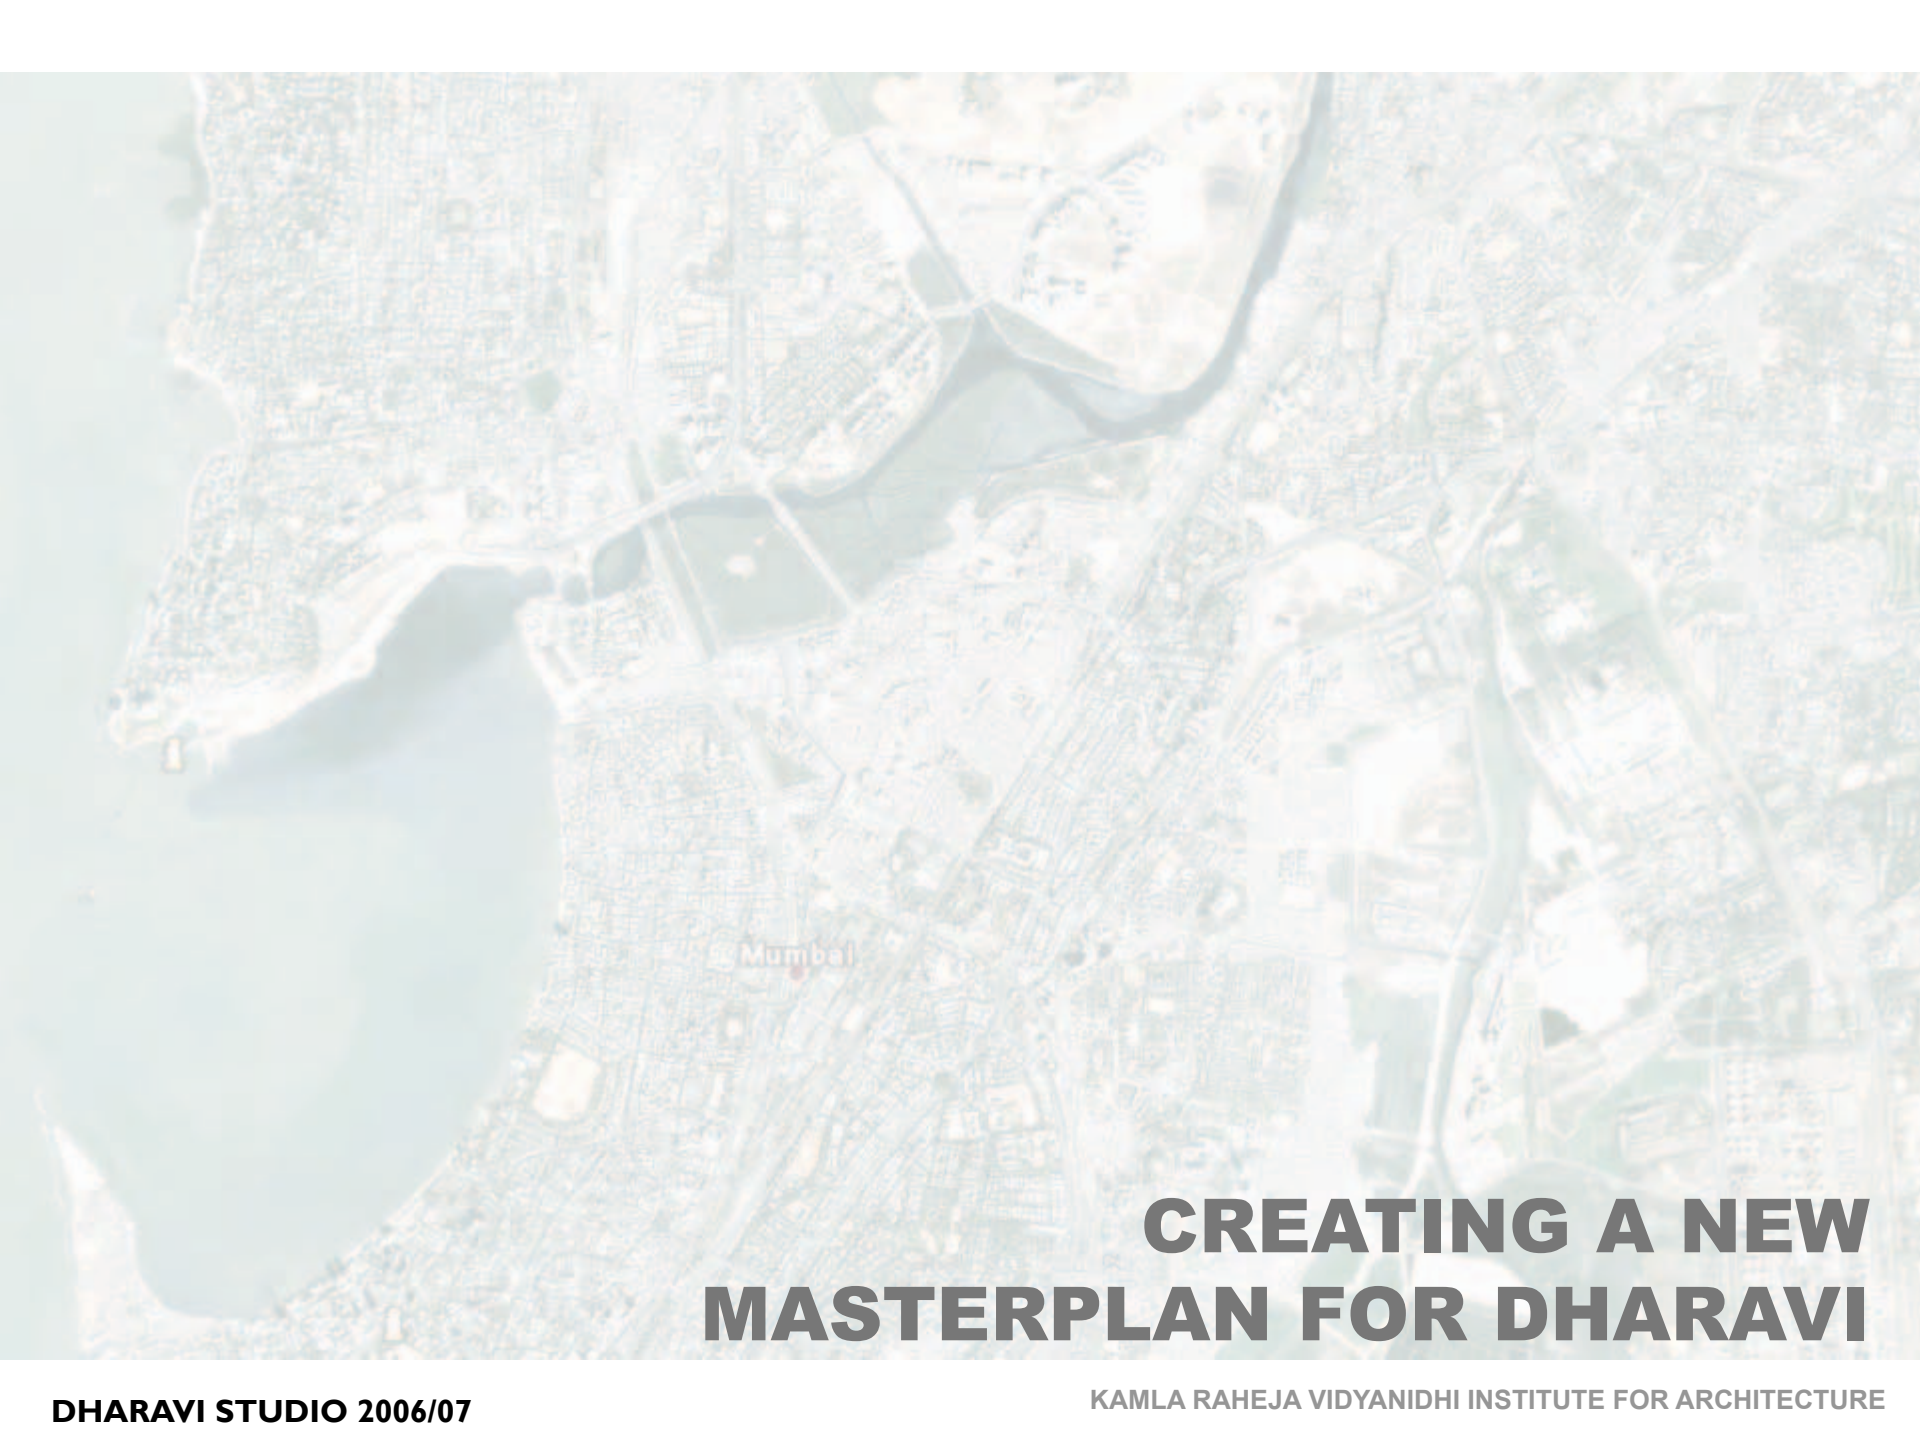 Mumbai
CREATING A NEW
MASTERPLAN FOR DHARAVI
DHARAVI STUDIO 2006/07
KAMLA RAHEJA VIDYANIDHI INSTITUTE FOR ARCHITECTURE